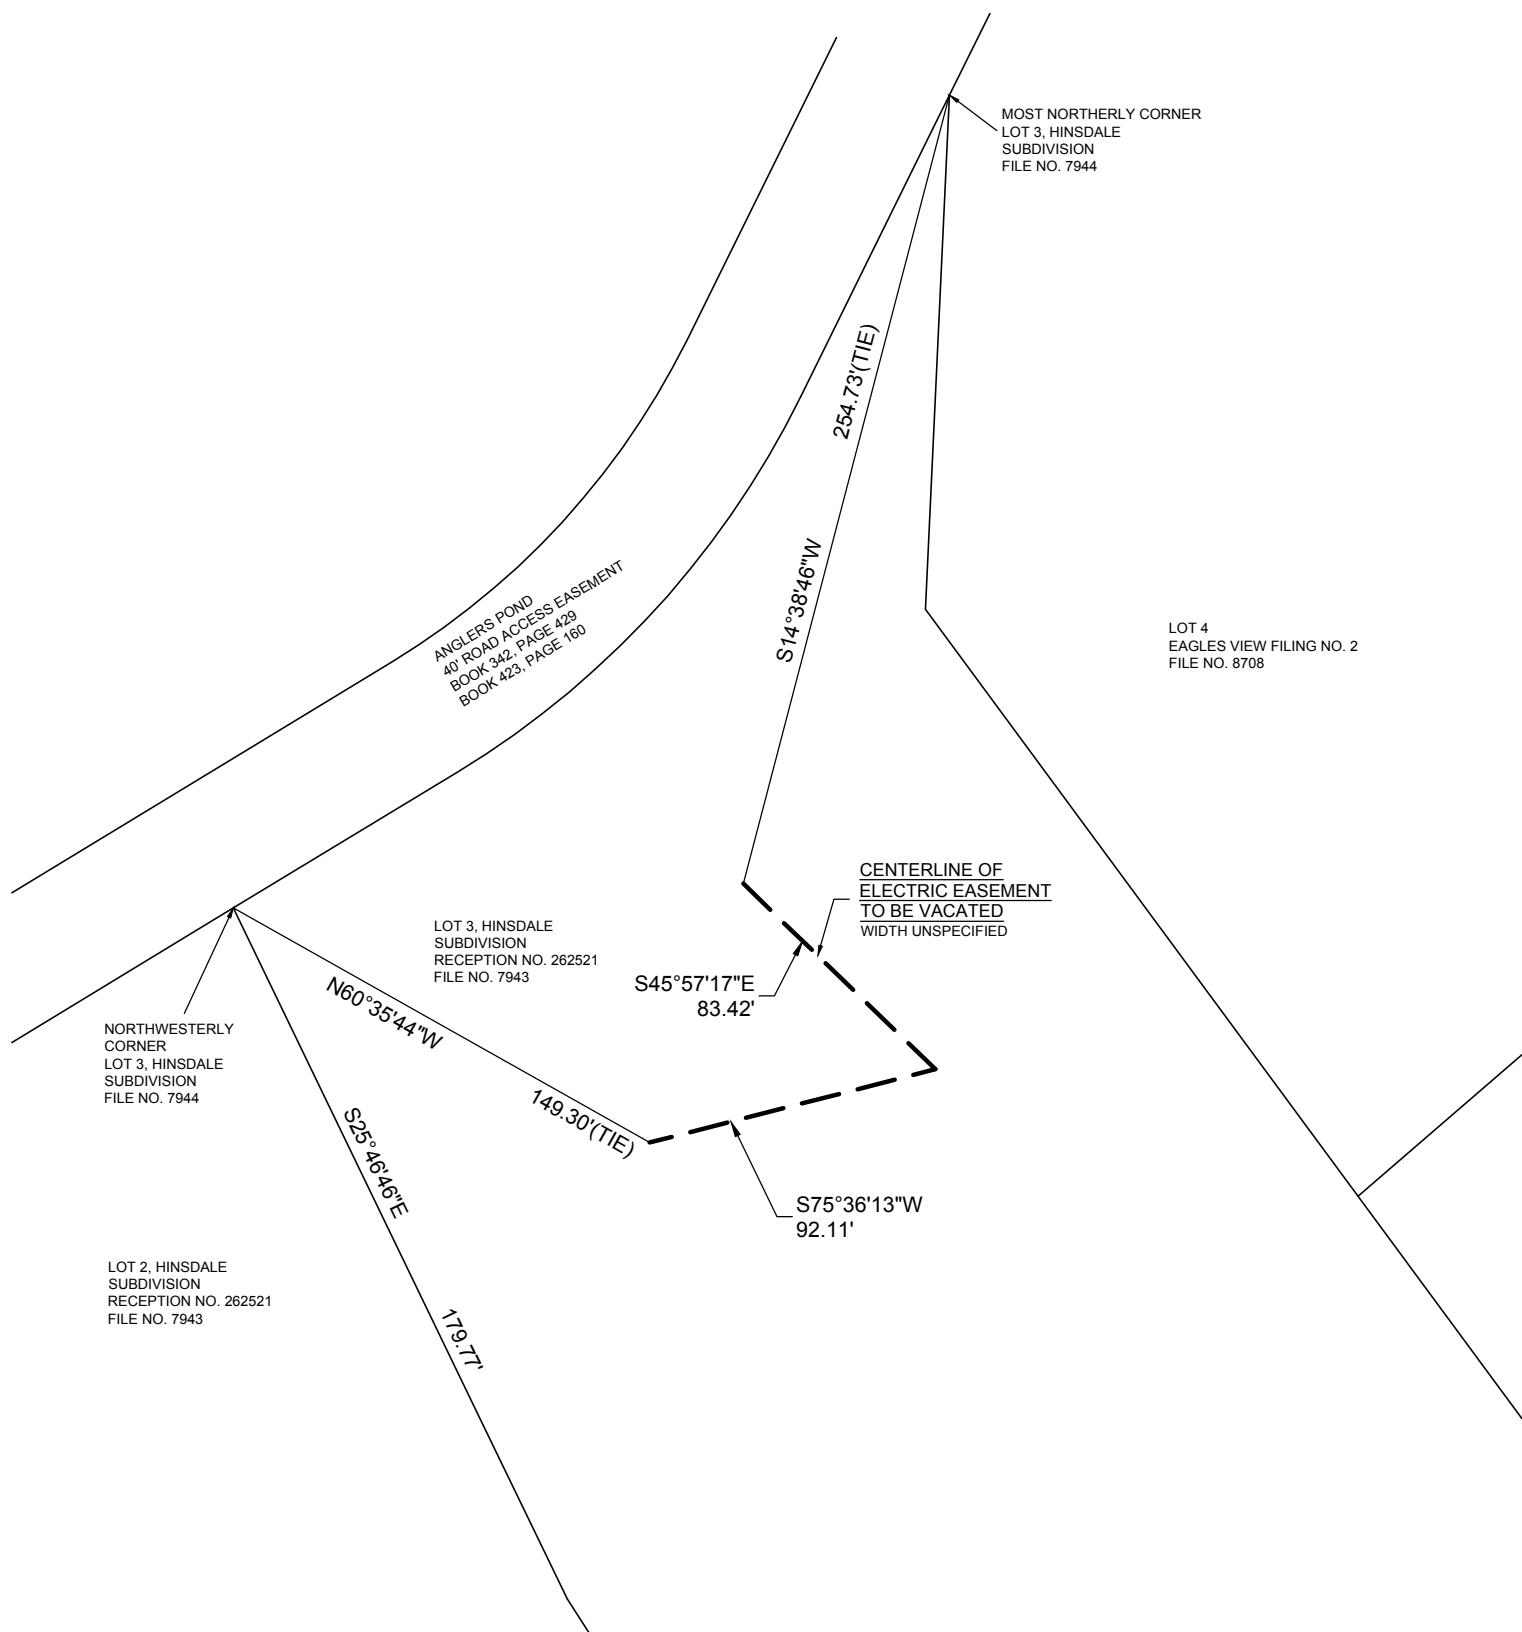 MOST NORTHERLY CORNER
LOT 3, HINSDALE
SUBDIVISION
FILE NO. 7944
254.73'(TIE)
S14°38'46"W
ANGLERS POND
40' ROAD ACCESS EASEMENT
BOOK 342, PAGE 429
BOOK 423, PAGE 160
LOT 4
EAGLES VIEW FILING NO. 2
FILE NO. 8708
CENTERLINE OF
ELECTRIC EASEMENT
TO BE VACATED
WIDTH UNSPECIFIED
LOT 3, HINSDALE
SUBDIVISION
RECEPTION NO. 262521
FILE NO. 7943
S45°57'17"E
83.42'
N60°35'44"W
149.30'(TIE)
NORTHWESTERLY
CORNER
LOT 3, HINSDALE
SUBDIVISION
FILE NO. 7944
S25°46'46"E
179.77'
S75°36'13"W
92.11'
LOT 2, HINSDALE
SUBDIVISION
RECEPTION NO. 262521
FILE NO. 7943